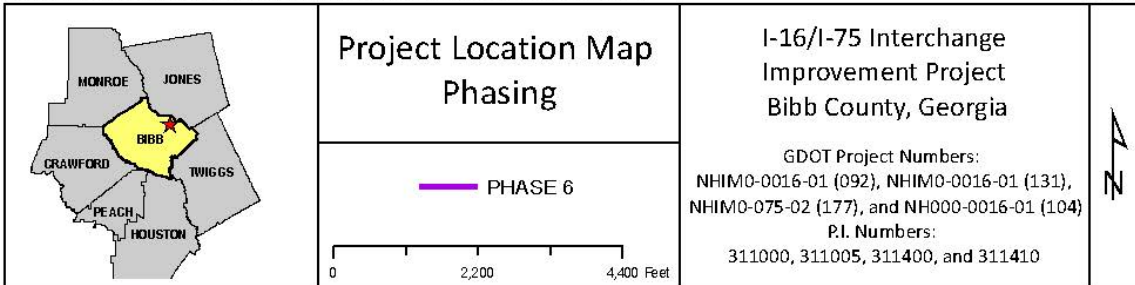 MONROE
JONES
BIBB
CRAWFORD
TWIGGS
PEACH
HOUSTON
Project Location Map
Phasing
PHASE 6
0 2,200 4,400 Feet
I-16/I-75 Interchange
Improvement Project
Bibb County, Georgia
GDOT Project Numbers:
NHIM0-0016-01 (092), NHIM0-0016-01 (131),
NHIM0-075-02 (177), and NH000-0016-01 (104)
P.I. Numbers:
311000, 311005, 311400, and 311410
N